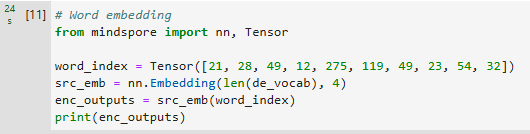 24
s
[11] # Word embedding
from mindspore import nn, Tensor

word_index = Tensor([21, 28, 49, 12, 275, 119, 49, 23, 54, 32])
src_emb = nn.Embedding(len(de_vocab), 4)
enc_outputs = src_emb(word_index)
print(enc_outputs)